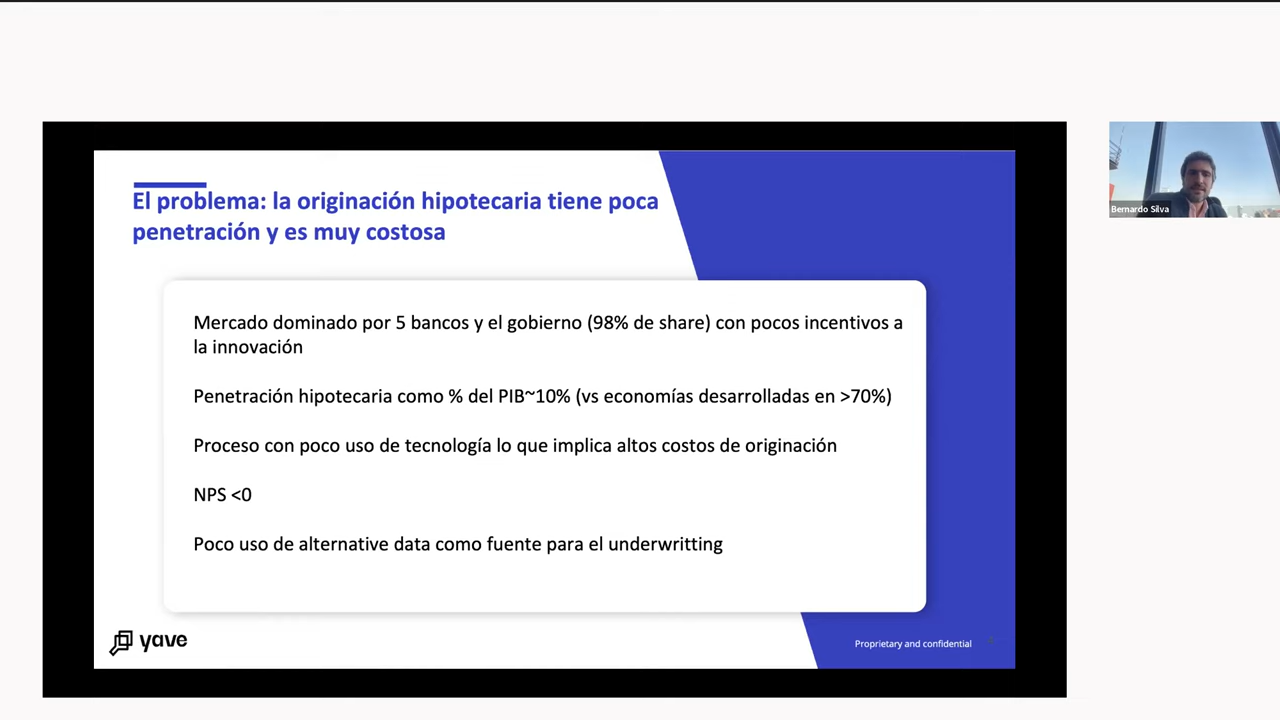 El problema: la originación hipotecaria tiene poca
penetración y es muy costosa
Mercado dominado por 5 bancos y el gobierno (98% de share) con pocos incentivos a
la innovación
Penetración hipotecaria como % del PIB~10% (vs economías desarrolladas en >70%)
Proceso con poco uso de tecnología lo que implica altos costos de originación
NPS <0
Poco uso de alternative data como fuente para el underwritting
yave
Proprietary and confidential
Bernardo Silva